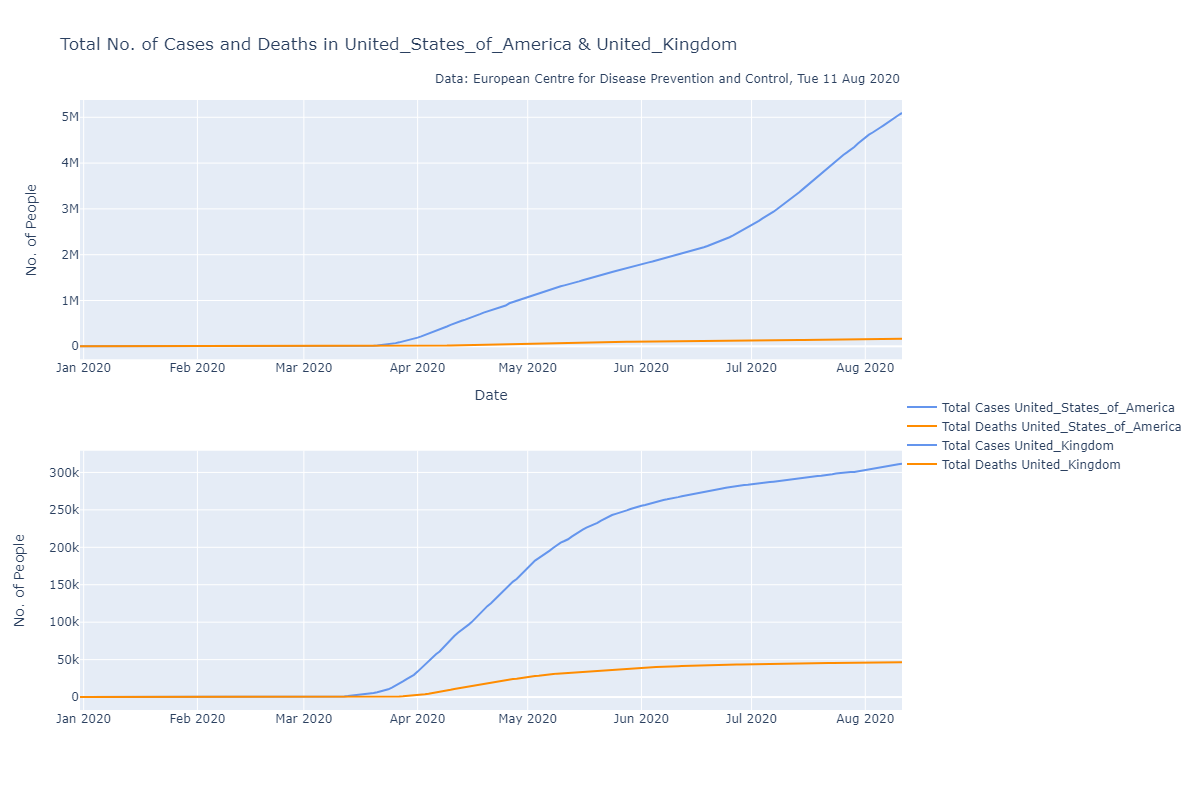 Total No. of Cases and Deaths in United_States_of_America & United_Kingdom
Data: European Centre for Disease Prevention and Control, Tue 11 Aug 2020
No. of People
5M
4M
3M
2M
1M
0
Jan 2020 Feb 2020 Mar 2020 Apr 2020 May 2020 Jun 2020 Jul 2020 Aug 2020
Date
Total Cases United_States_of_America
Total Deaths United_States_of_America
Total Cases United_Kingdom
Total Deaths United_Kingdom
No. of People
300k
250k
200k
150k
100k
50k
0
Jan 2020 Feb 2020 Mar 2020 Apr 2020 May 2020 Jun 2020 Jul 2020 Aug 2020